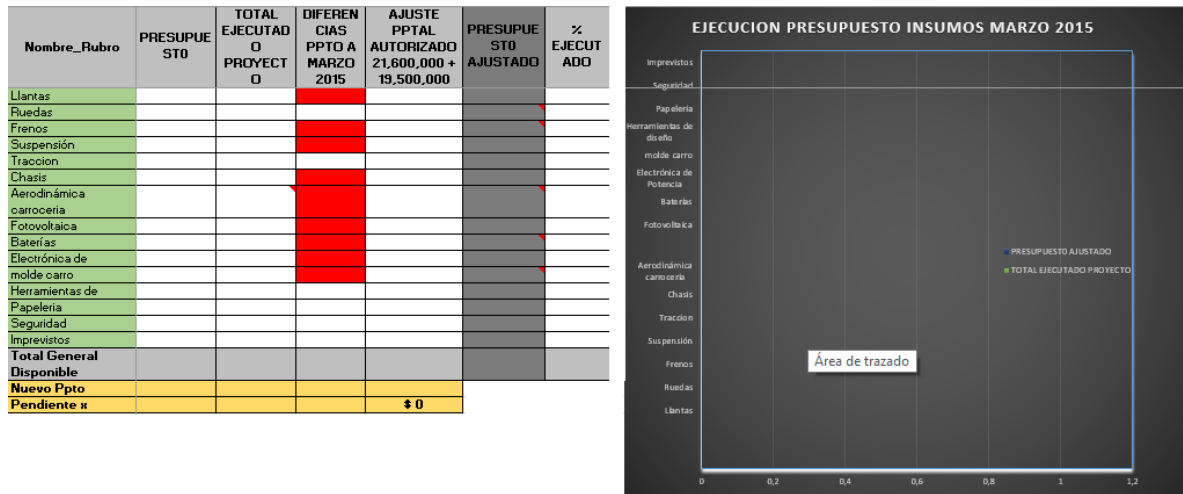 Nombre_Rubro
PRESUPUE
ST0
TOTAL
EJECUTAD
O
PROYECT
O
DIFEREN
CIAS
PPTO A
MARZO
2015
AJUSTE
PPTAL
AUTORIZADO
21,600,000 +
19,500,000
PRESUPUE
ST0
AJUSTADO
%
EJECUT
ADO
Llantas
Ruedas
Frenos
Suspensión
Traccion
Chasis
Aerodinámica
carroceria
Fotovoltaica
Baterías
Electrónica de
molde carro
Herramientas de
Papeleria
Seguridad
Imprevistos
Total General
Disponible
Nuevo Ppto
Pendiente x
$ 0
EJECUCION PRESUPUESTO INSUMOS MARZO 2015
Imprevistos
Seguridad
Papeleria
Herramientas de
diseño
molde carro
Electrónica de
Potencia
Baterías
Fotovoltaica
Aerodinámica
carroceria
Chasis
Traccion
Suspensión
Frenos
Ruedas
Llantas
PRESUPUESTO AJUSTADO
TOTAL EJECUTADO PROYECTO
Área de trazado
0 0,2 0,4 0,6 0,8 1 1,2